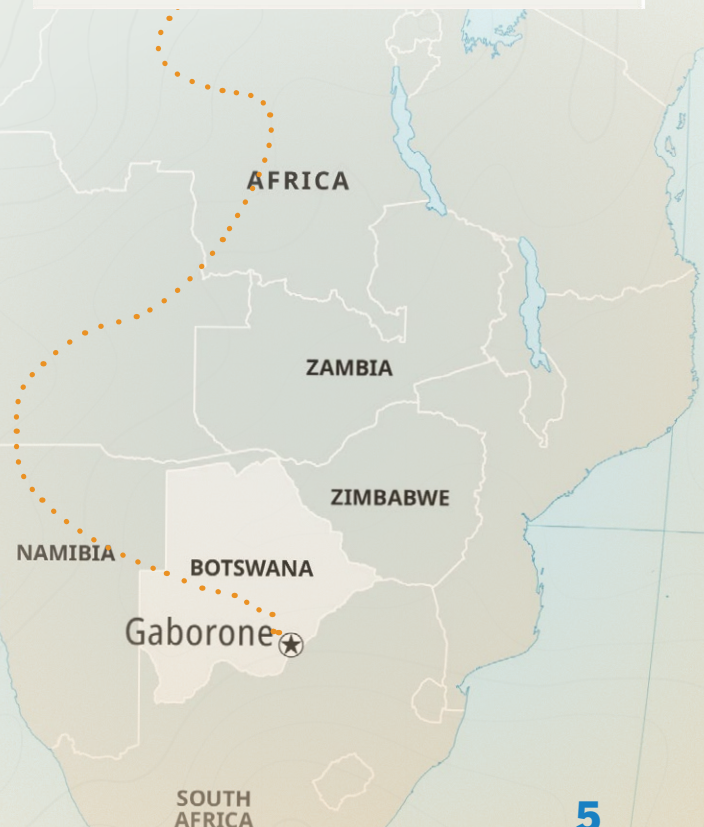 AFRICA
ZAMBIA
ZIMBABWE
NAMIBIA
BOTSWANA
Gaborone
SOUTH
AFRICA
5